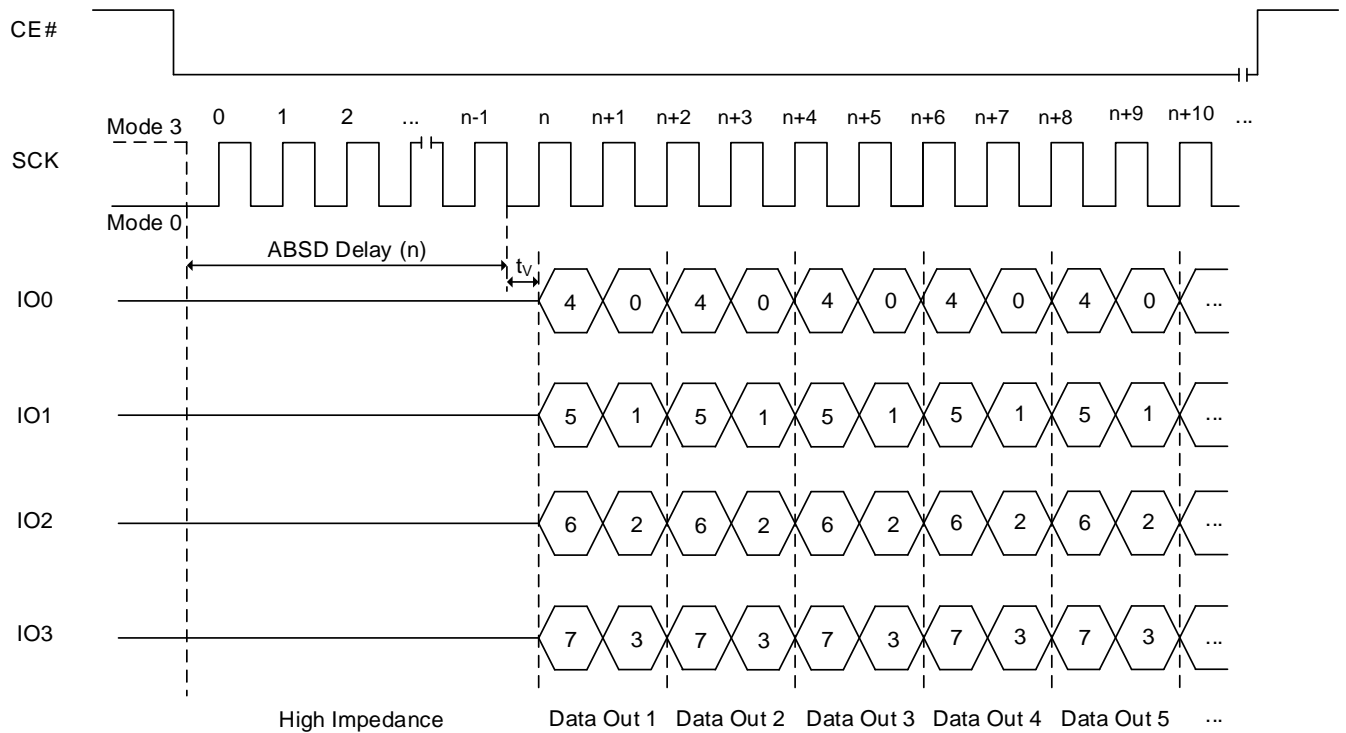 CE#
Mode 3 0 1 2 ... n-1 n n+1 n+2 n+3 n+4 n+5 n+6 n+7 n+8 n+9 n+10 ...
SCK
Mode 0
ABSD Delay (n)
tV
IO0 4 0 4 0 4 0 4 0 4 0 ...
IO1 5 1 5 1 5 1 5 1 5 1 ...
IO2 6 2 6 2 6 2 6 2 6 2 ...
IO3 7 3 7 3 7 3 7 3 7 3 ...
High Impedance Data Out 1 Data Out 2 Data Out 3 Data Out 4 Data Out 5 ...